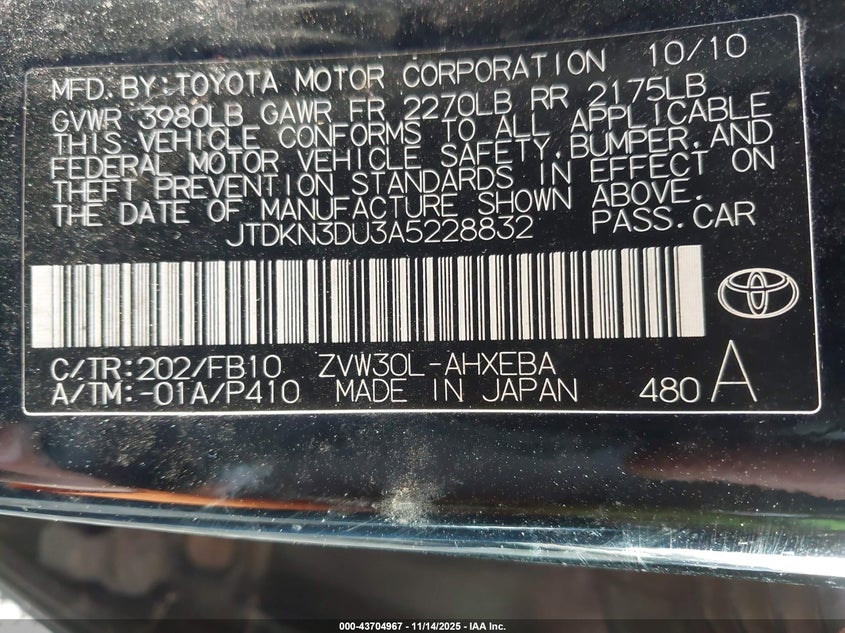 MFD. BY: TOYOTA MOTOR CORPORATION 10/10
GVWR 3980LB GAWR FR 2270LB RR 2175LB
THIS VEHICLE CONFORMS TO ALL APPLICABLE
FEDERAL MOTOR VEHICLE SAFETY, BUMPER, AND
THEFT PREVENTION STANDARDS IN EFFECT ON
THE DATE OF MANUFACTURE SHOWN ABOVE.
JTDKN3DU3A5228832 PASS. CAR
C/TR: 202/FB10 ZVW30L-AHXEBA
A/TM: -01A/P410 MADE IN JAPAN 480 A
000-43704967 | 11/14/2025 - IAA Inc.